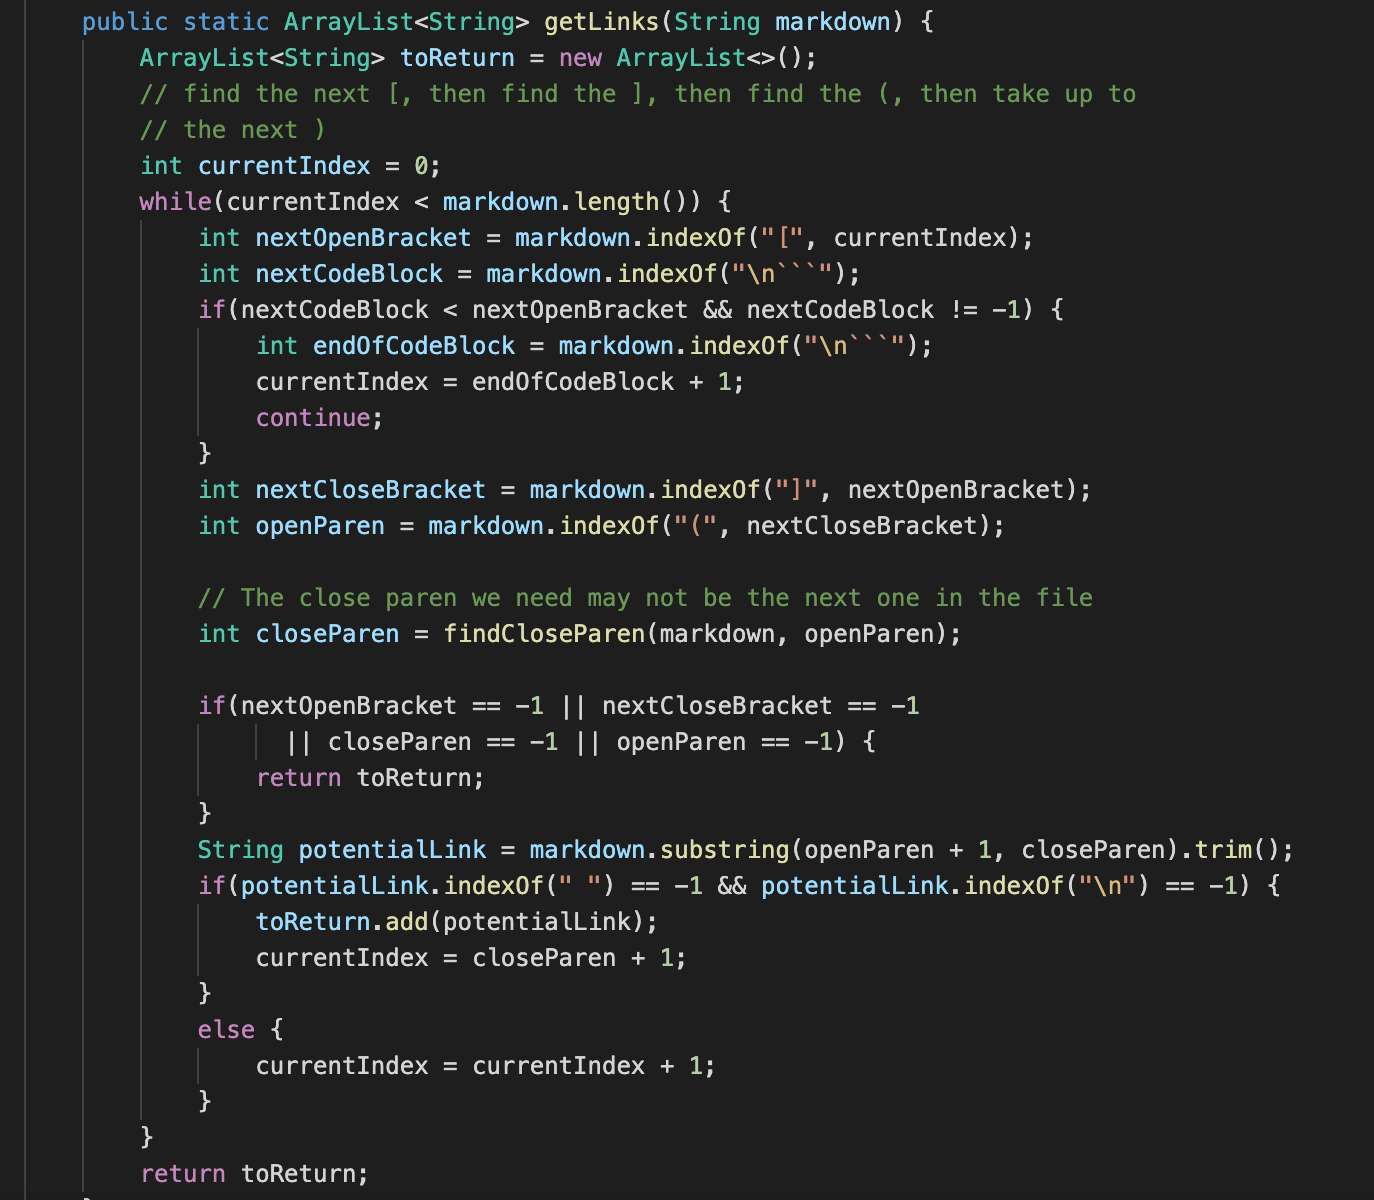 public static ArrayList<String> getLinks(String markdown) {
ArrayList<String> toReturn = new ArrayList<>();
// find the next [, then find the ], then find the (, then take up to
// the next )
int currentIndex = 0;
while(currentIndex < markdown.length()) {
int nextOpenBracket = markdown.indexOf("[", currentIndex);
int nextCodeBlock = markdown.indexOf("\n```");
if(nextCodeBlock < nextOpenBracket && nextCodeBlock != -1) {
int endOfCodeBlock = markdown.indexOf("\n```");
currentIndex = endOfCodeBlock + 1;
continue;
}
int nextCloseBracket = markdown.indexOf("]", nextOpenBracket);
int openParen = markdown.indexOf("(", nextCloseBracket);
// The close paren we need may not be the next one in the file
int closeParen = findCloseParen(markdown, openParen);
if(nextOpenBracket == -1 || nextCloseBracket == -1
|| closeParen == -1 || openParen == -1) {
return toReturn;
}
String potentialLink = markdown.substring(openParen + 1, closeParen).trim();
if(potentialLink.indexOf(" ") == -1 && potentialLink.indexOf("\n") == -1) {
toReturn.add(potentialLink);
currentIndex = closeParen + 1;
}
else {
currentIndex = currentIndex + 1;
}
}
return toReturn;